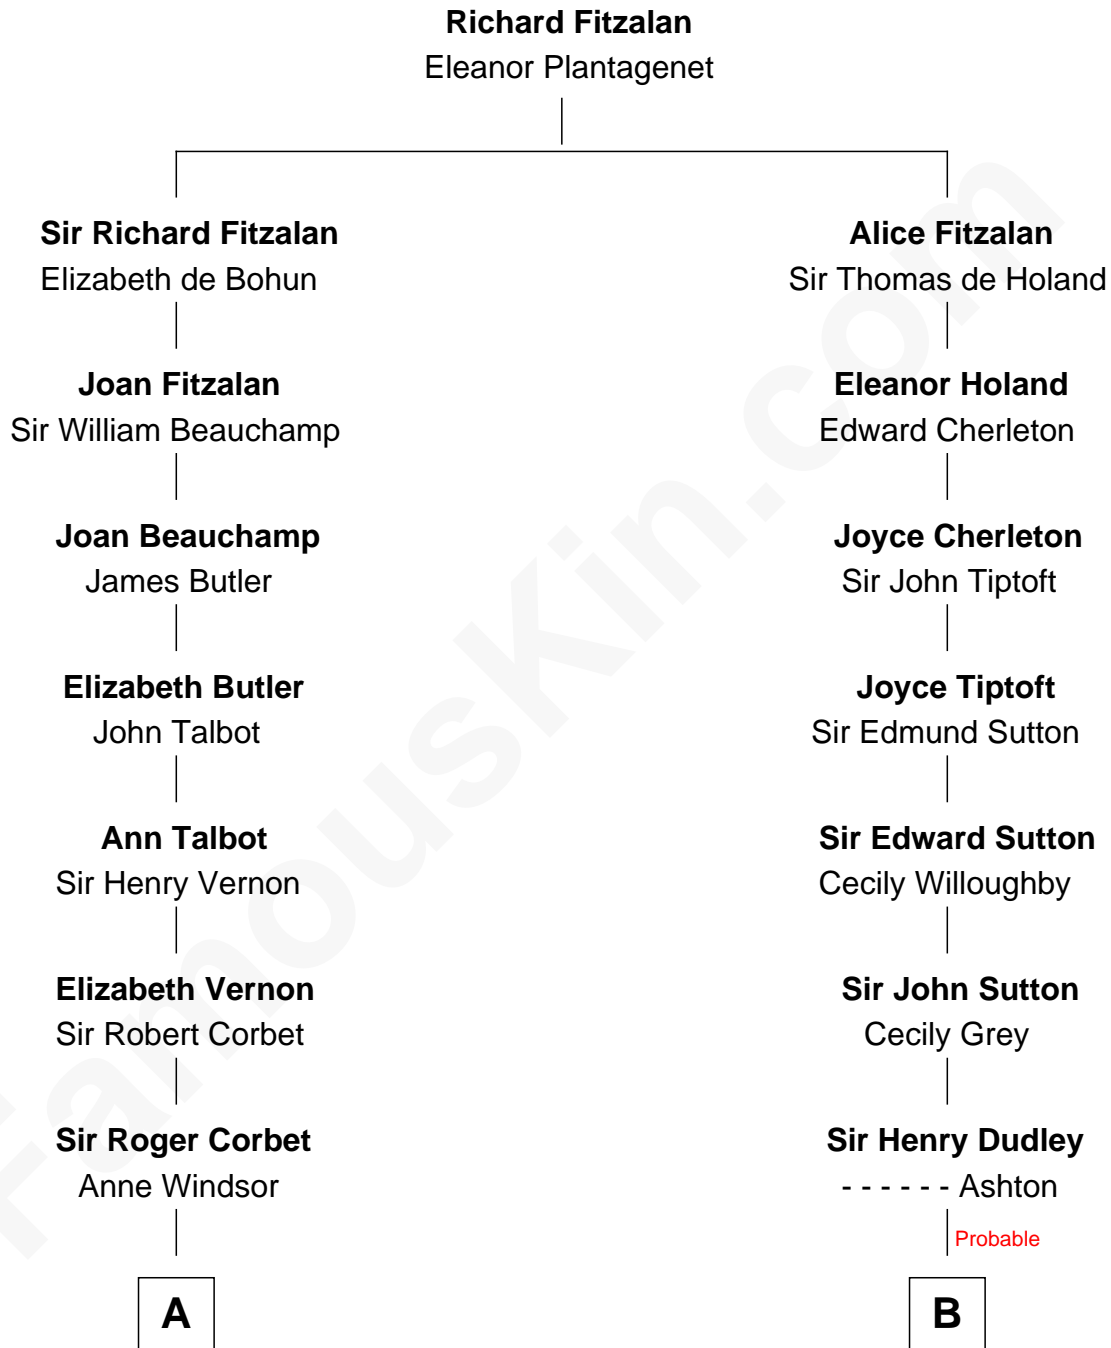 Richard Fitzalan
Eleanor Plantagenet
Sir Richard Fitzalan
Elizabeth de Bohun
Alice Fitzalan
Sir Thomas de Holand
Joan Fitzalan
Sir William Beauchamp
Eleanor Holand
Edward Cherleton
Joan Beauchamp
James Butler
Joyce Cherleton
Sir John Tiptoft
Elizabeth Butler
John Talbot
Joyce Tiptoft
Sir Edmund Sutton
Ann Talbot
Sir Henry Vernon
Sir Edward Sutton
Cecily Willoughby
Elizabeth Vernon
Sir Robert Corbet
Sir John Sutton
Cecily Grey
Sir Roger Corbet
Anne Windsor
Sir Henry Dudley
- - - - - - Ashton
Probable
A
B
FamousKin.com